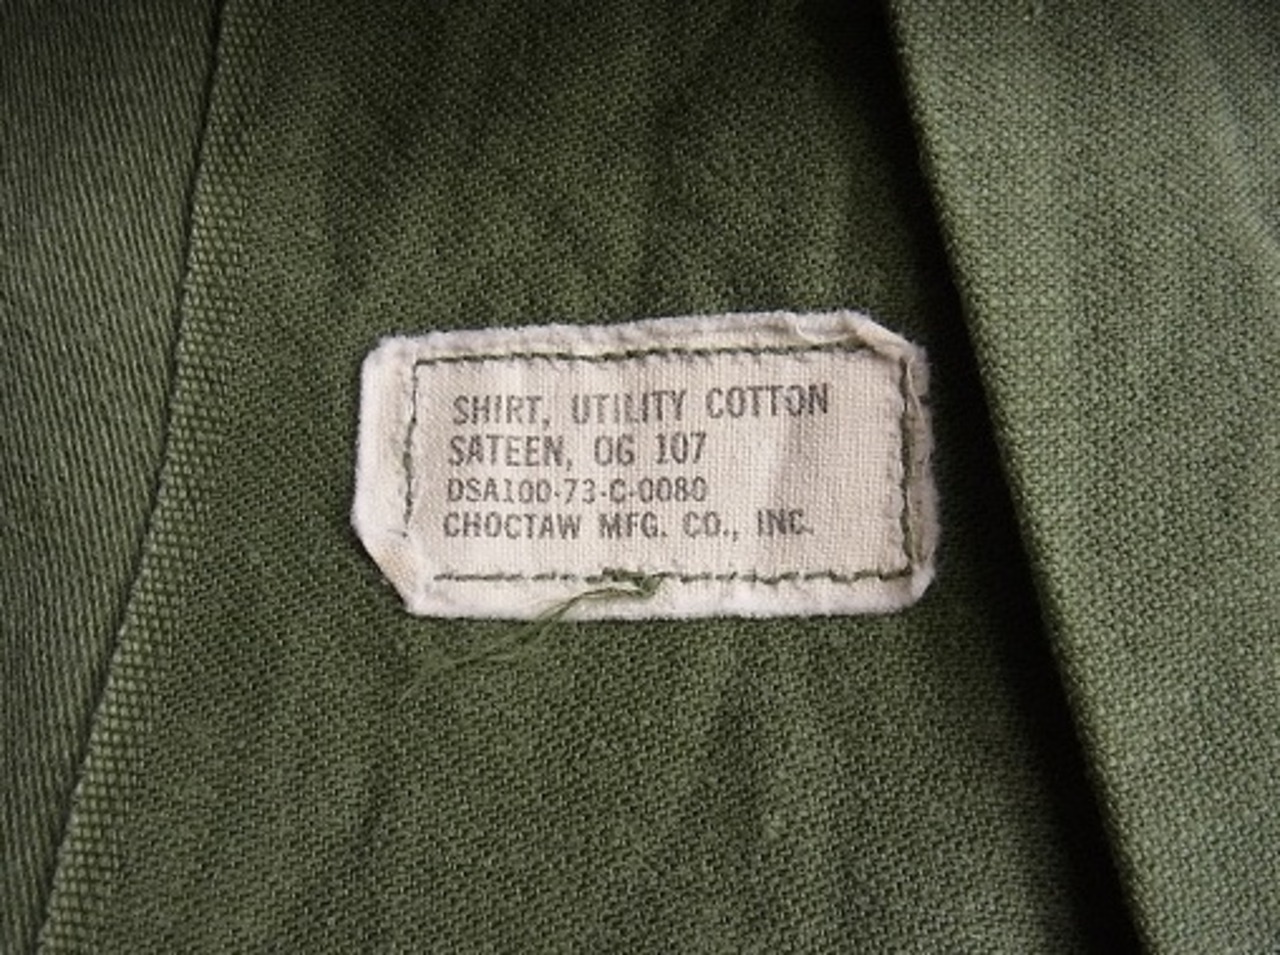 SHIRT, UTILITY COTTON
SATEEN, OG 107
DSA100-73-C-0080
CHOCTAW MFG. CO., INC.